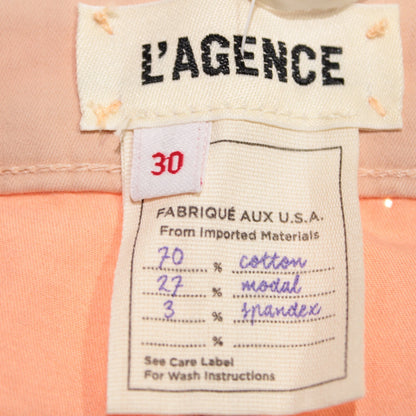 L'AGENCE
30
FABRIQUÉ AUX U.S.A.
From Imported Materials
70 % cotton
27 % modal
3 % spandex
%
See Care Label
For Wash Instructions